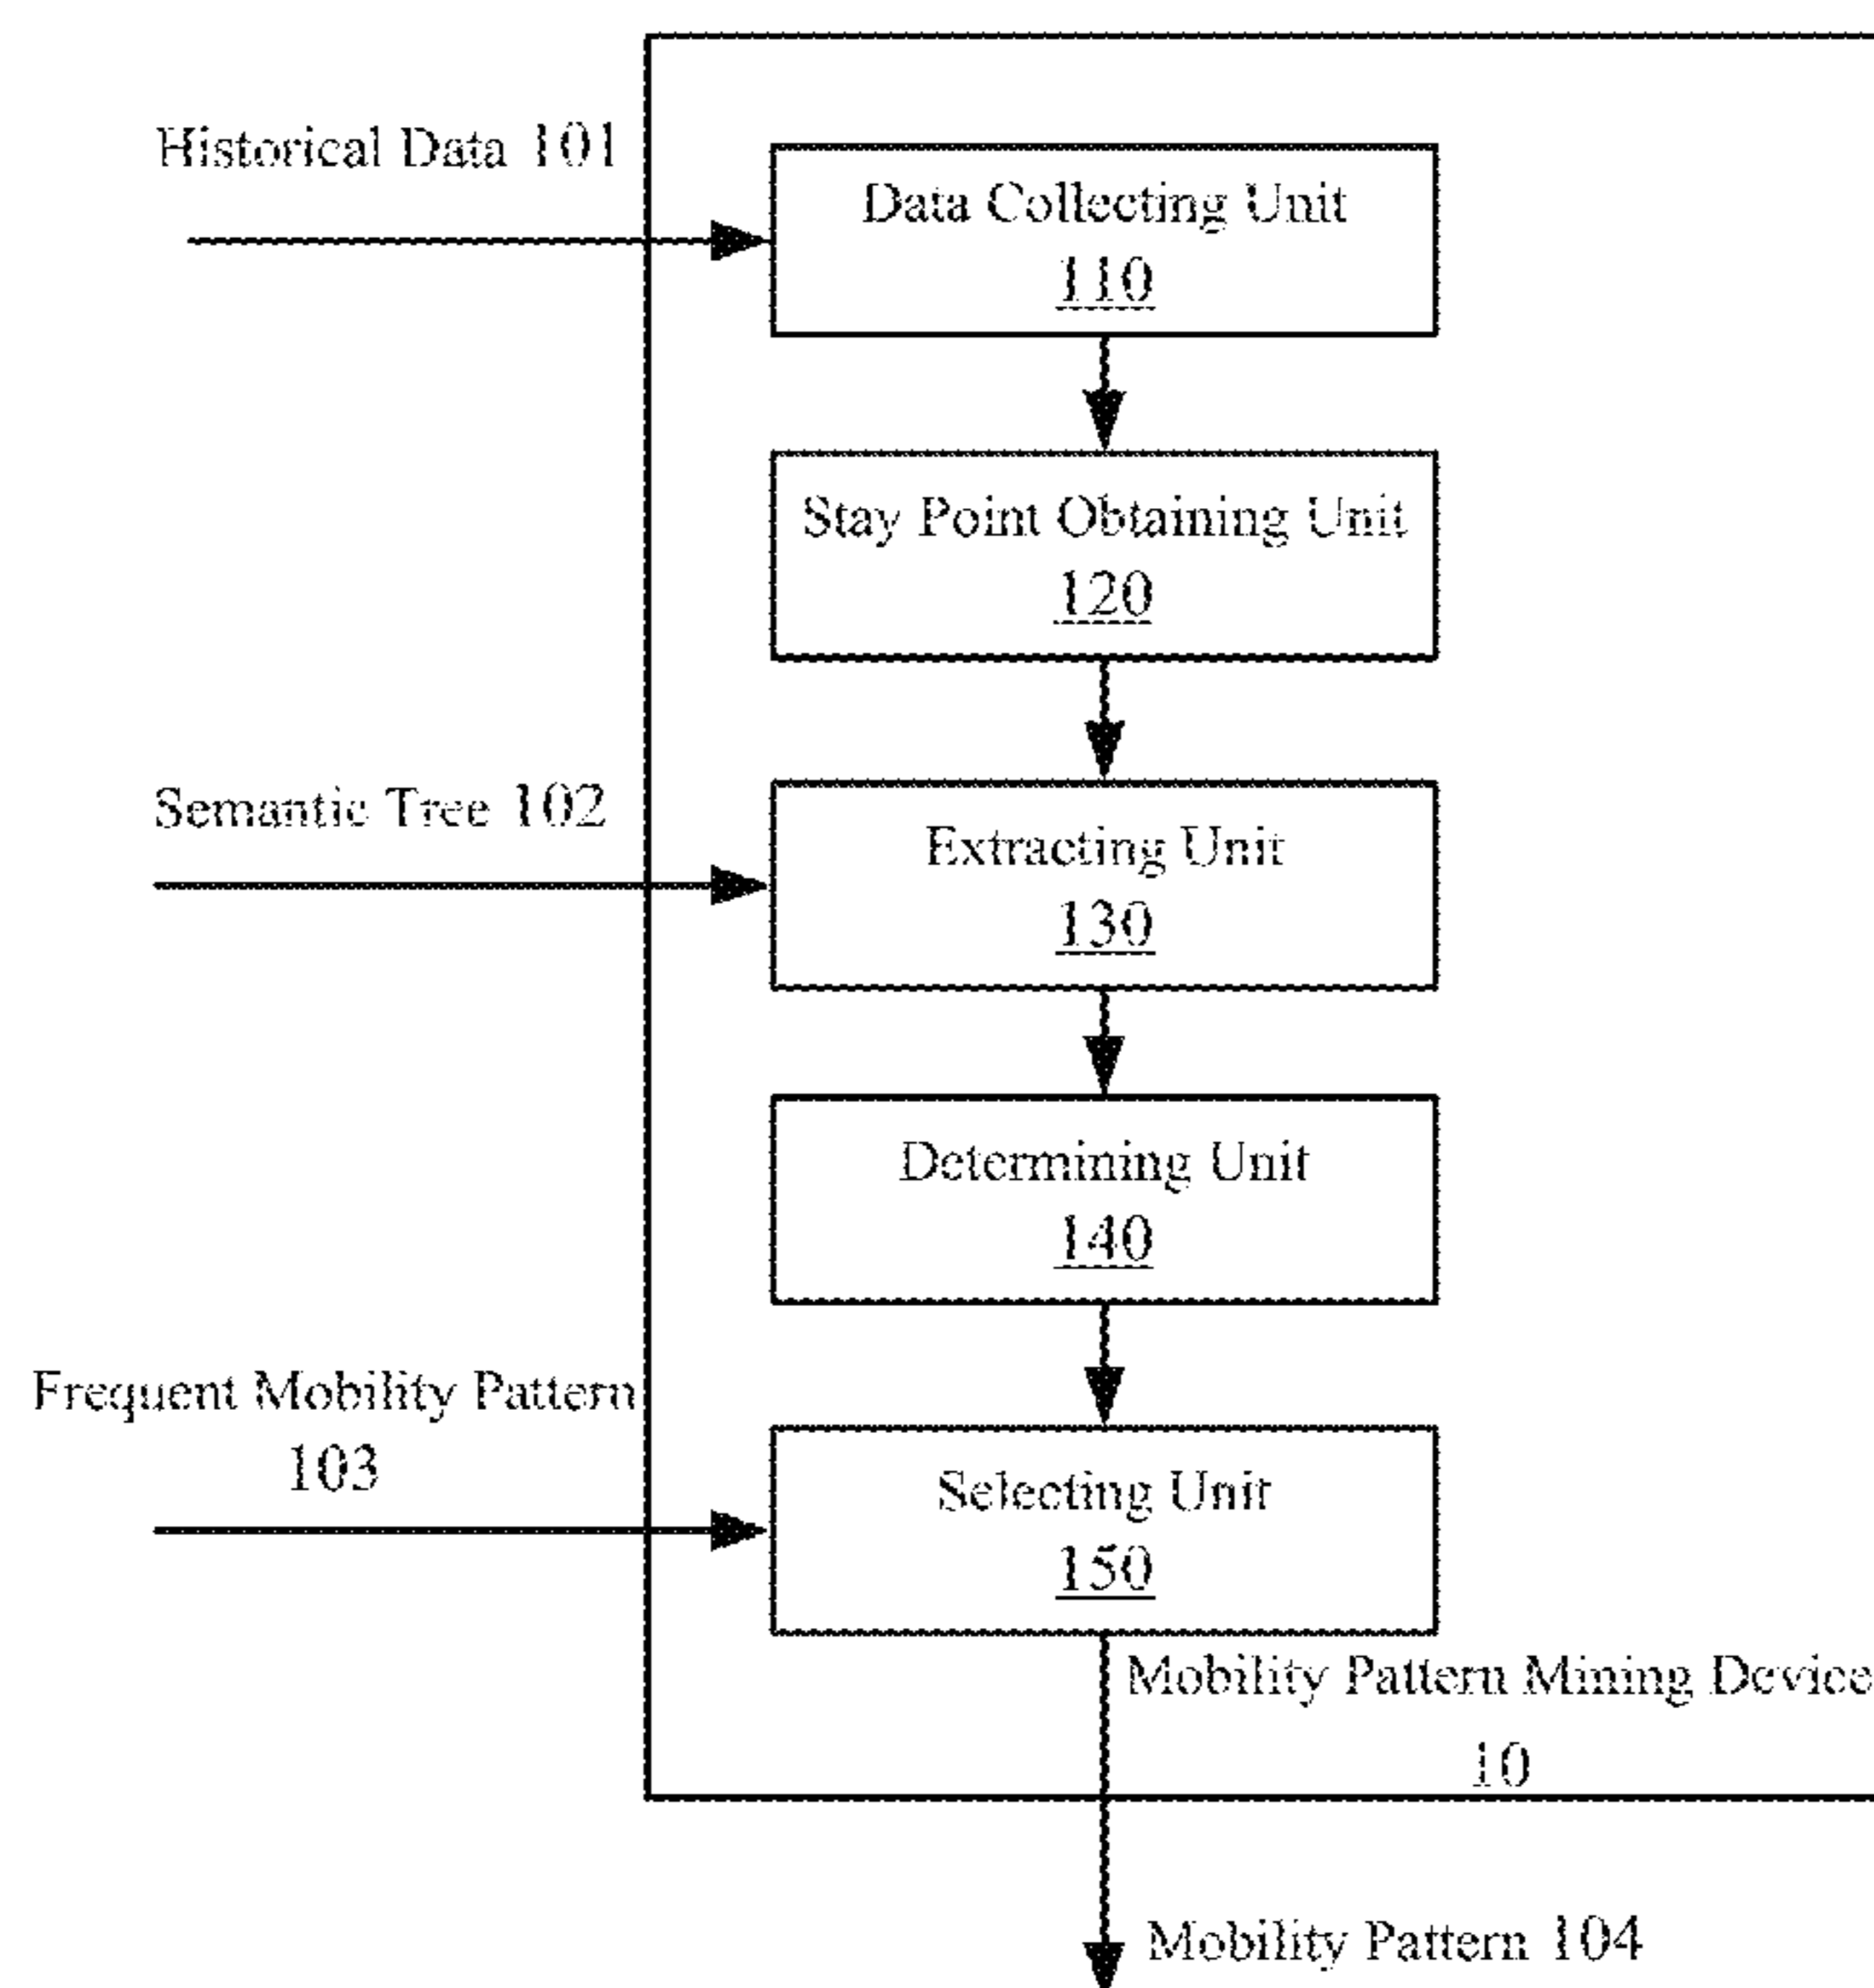 Historical Data 101
Data Collecting Unit
110
Stay Point Obtaining Unit
120
Semantic Tree 102
Extracting Unit
130
Determining Unit
140
Frequent Mobility Pattern
103
Selecting Unit
150
Mobility Pattern Mining Device
10
Mobility Pattern 104